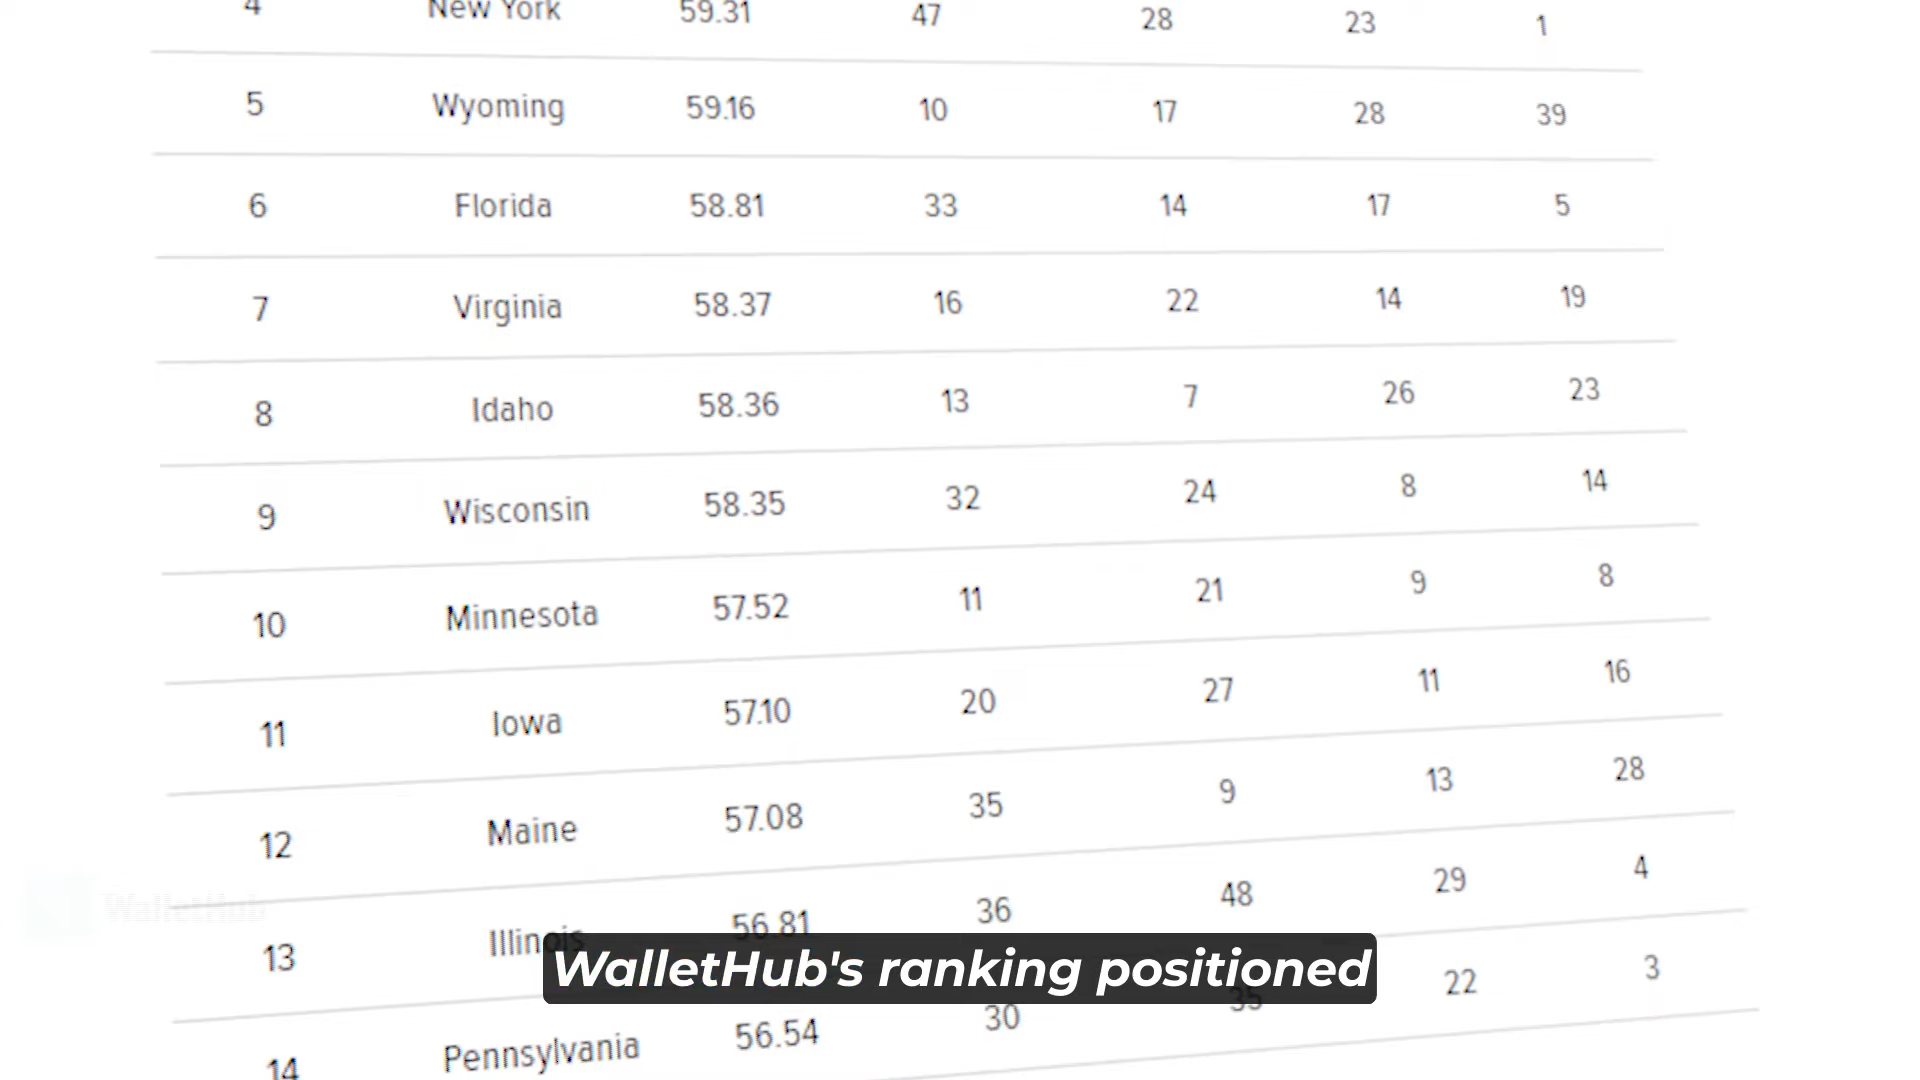 4 New York 59.31 47 28 23 1
5 Wyoming 59.16 10 17 28 39
6 Florida 58.81 33 14 17 5
7 Virginia 58.37 16 22 14 19
8 Idaho 58.36 13 7 26 23
9 Wisconsin 58.35 32 24 8 14
10 Minnesota 57.52 11 21 9 8
11 Iowa 57.10 20 27 11 16
12 Maine 57.08 35 9 13 28
WalletHub
13 Illinois 56.81 36 48 29 4
WalletHub's ranking positioned
14 Pennsylvania 56.54 30 35 22 3